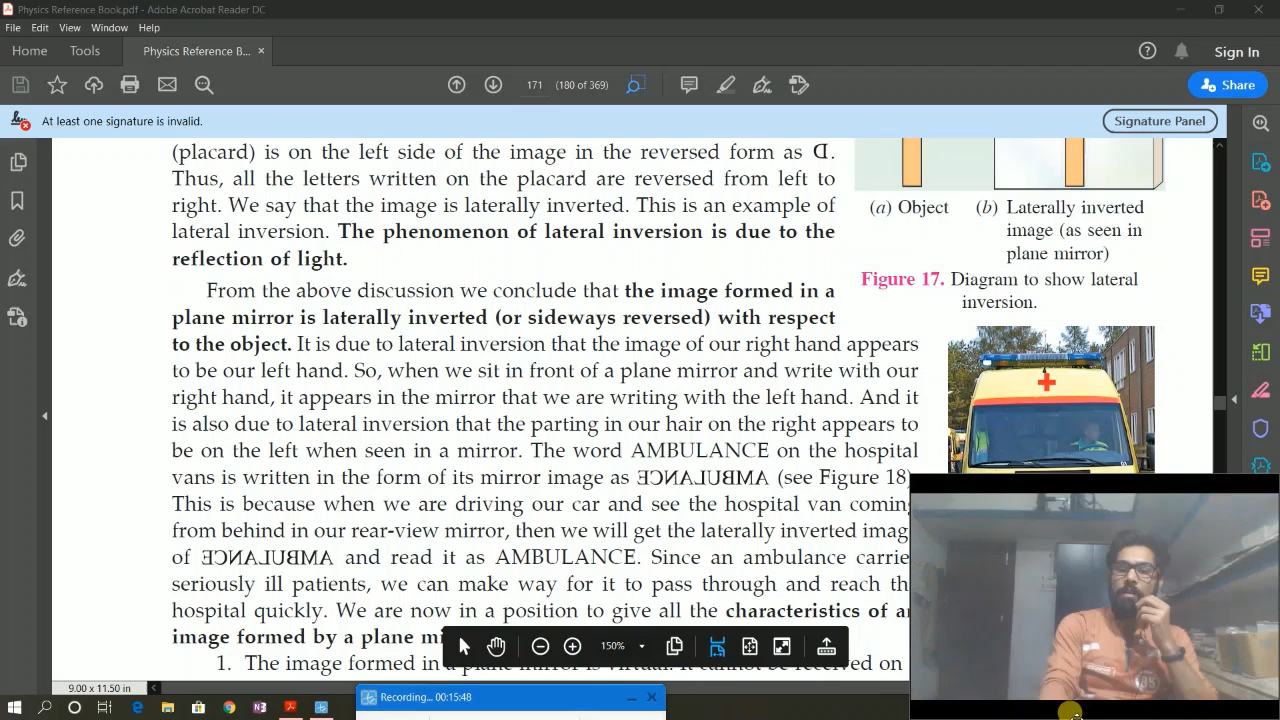 Physics Reference Book.pdf - Adobe Acrobat Reader DC
File Edit View Window Help
Home Tools Physics Reference B... × Sign In
171 (180 of 369) Share
At least one signature is invalid. Signature Panel
(placard) is on the left side of the image in the reversed form as
Thus, all the letters written on the placard are reversed from left to
right. We say that the image is laterally inverted. This is an example of
lateral inversion. The phenomenon of lateral inversion is due to the
reflection of light.
(a) Object (b) Laterally inverted
image (as seen in
plane mirror)
Figure 17. Diagram to show lateral
inversion.
From the above discussion we conclude that the image formed in a
plane mirror is laterally inverted (or sideways reversed) with respect
to the object. It is due to lateral inversion that the image of our right hand appears
to be our left hand. So, when we sit in front of a plane mirror and write with our
right hand, it appears in the mirror that we are writing with the left hand. And it
is also due to lateral inversion that the parting in our hair on the right appears to
be on the left when seen in a mirror. The word AMBULANCE on the hospital
vans is written in the form of its mirror image as AMBULANCE (see Figure 18)
This is because when we are driving our car and see the hospital van coming
from behind in our rear-view mirror, then we will get the laterally inverted imag
of AMBULANCE and read it as AMBULANCE. Since an ambulance carrie
seriously ill patients, we can make way for it to pass through and reach th
hospital quickly. We are now in a position to give all the characteristics of an
image formed by a plane mi
1. The image formed in a plane mirror is virtual. It cannot be received on
150%
9.00 x 11.50 in
Recording... 00:15:48